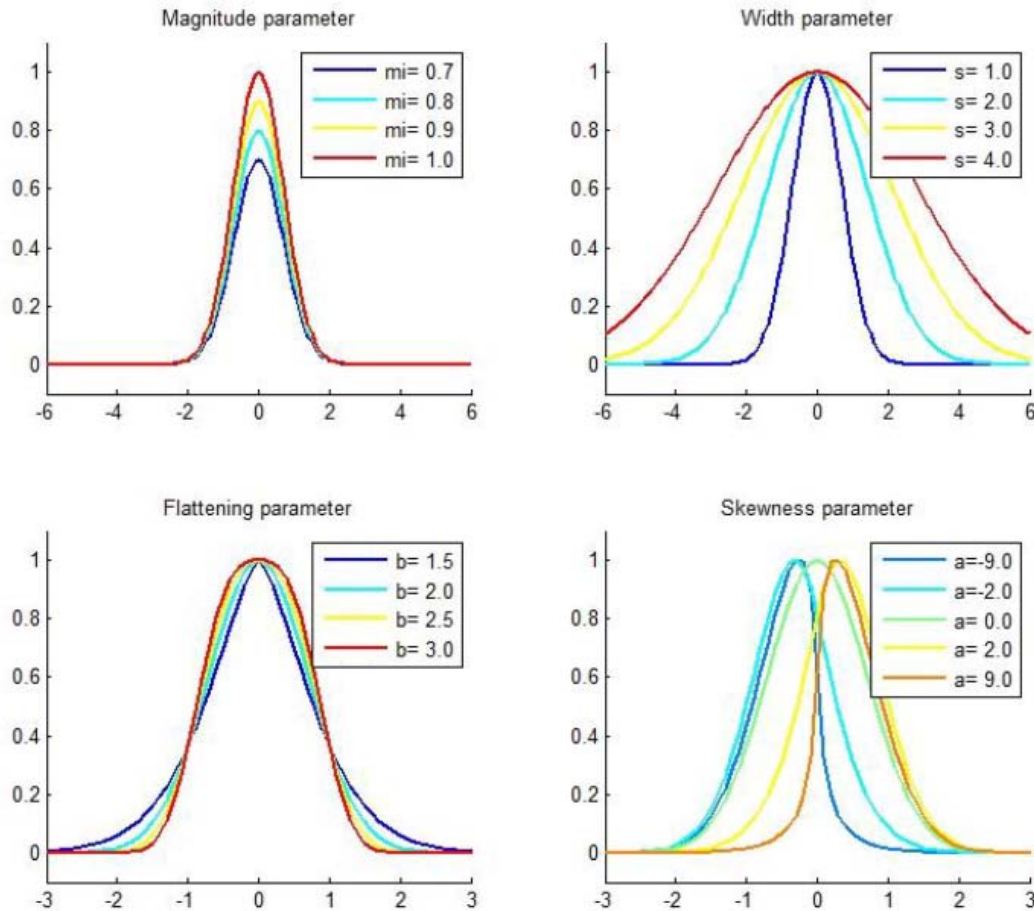 Magnitude parameter
1
0.8
0.6
0.4
0.2
0
-6 -4 -2 0 2 4 6
mi= 0.7
mi= 0.8
mi= 0.9
mi= 1.0
Width parameter
1
0.8
0.6
0.4
0.2
0
-6 -4 -2 0 2 4 6
s= 1.0
s= 2.0
s= 3.0
s= 4.0
Flattening parameter
1
0.8
0.6
0.4
0.2
0
-3 -2 -1 0 1 2 3
b= 1.5
b= 2.0
b= 2.5
b= 3.0
Skewness parameter
1
0.8
0.6
0.4
0.2
0
-3 -2 -1 0 1 2 3
a=-9.0
a=-2.0
a= 0.0
a= 2.0
a= 9.0